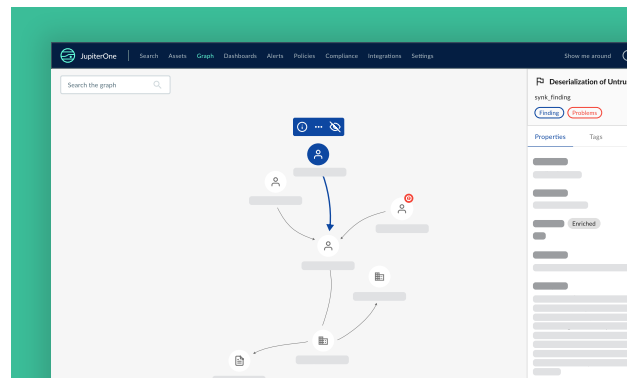 JupiterOne
Search Assets Graph Dashboards Alerts Policies Compliance Integrations Settings
Show me around
Search the graph
Deserialization of Untru
synk_finding
Finding Problems
Properties Tags
Enriched